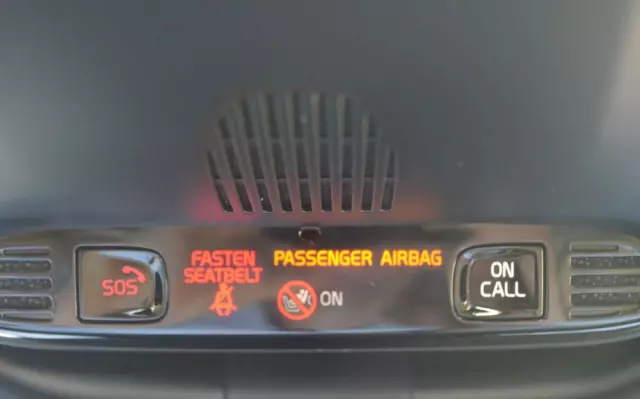 SOS
FASTEN
SEATBELT
PASSENGER AIRBAG
ON
ON
CALL